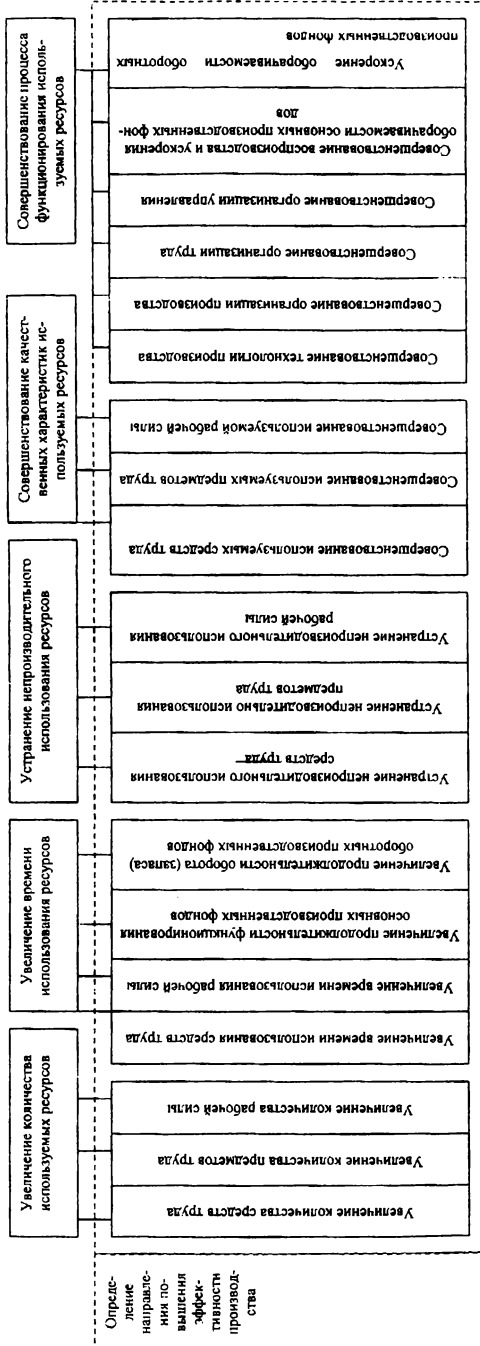 Увеличение количества
используемых ресурсов
Увеличение времени
использования ресурсов
Устранение непроизводительного
использования ресурсов
Совершенствование качест-
венных характеристик ис-
пользуемых ресурсов
Совершенствование процесса
функционирования исполь-
зуемых ресурсов
Опреде-
ление
направле-
ния по-
вышения
эффек-
тивности
производ-
ства
Увеличение количества средств труда
Увеличение количества предметов труда
Увеличение количества рабочей силы
Увеличение времени использования средств труда
Увеличение времени использования рабочей силы
Увеличение продолжительности функционирования
основных производственных фондов
Увеличение продолжительности оборота (запаса)
оборотных производственных фондов
Устранение непроизводительного использования
средств труда
Устранение непроизводительно использования
предметов труда
Устранение непроизводительного использования
рабочей силы
Совершенствование используемых средств труда
Совершенствование используемых предметов труда
Совершенствование используемой рабочей силы
Совершенствование технологии производства
Совершенствование организации производства
Совершенствование организации труда
Совершенствование организации управления
Совершенствование воспроизводства и ускорения
оборачиваемости основных производственных фон-
дов
Ускорение оборачиваемости оборотных
производственных фондов